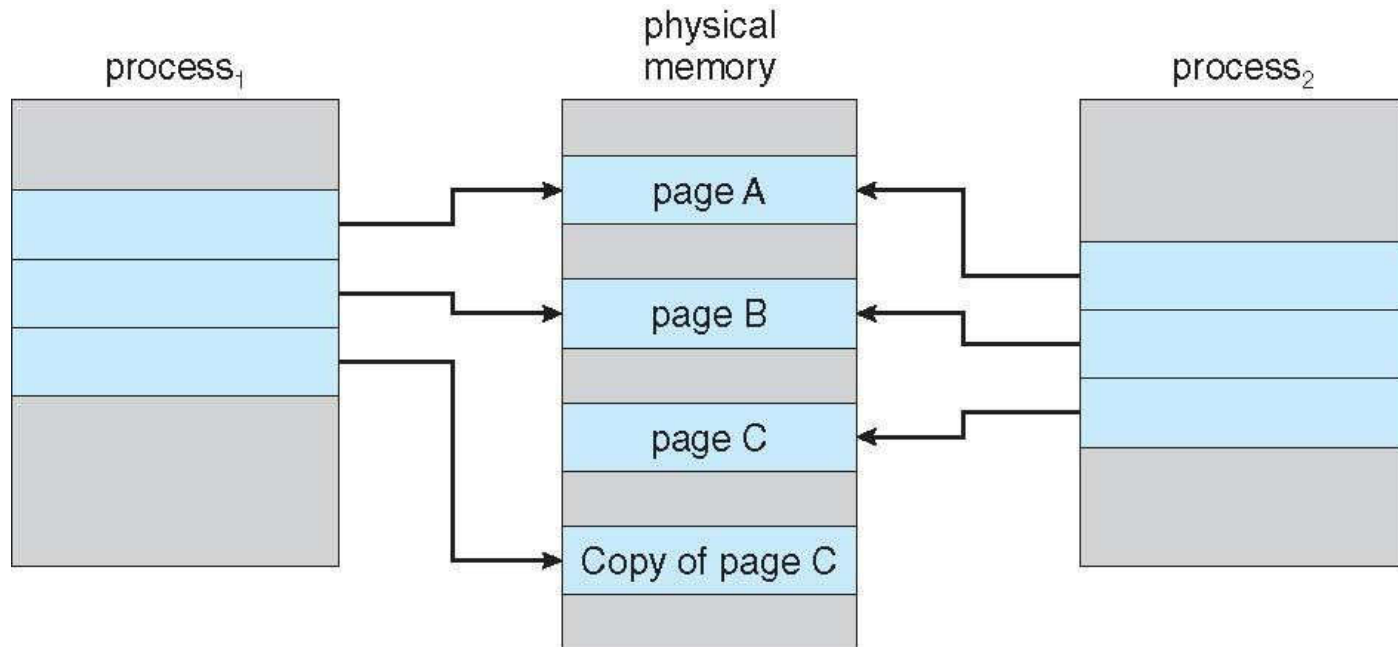 process₁
physical
memory
process₂
page A
page B
page C
Copy of page C